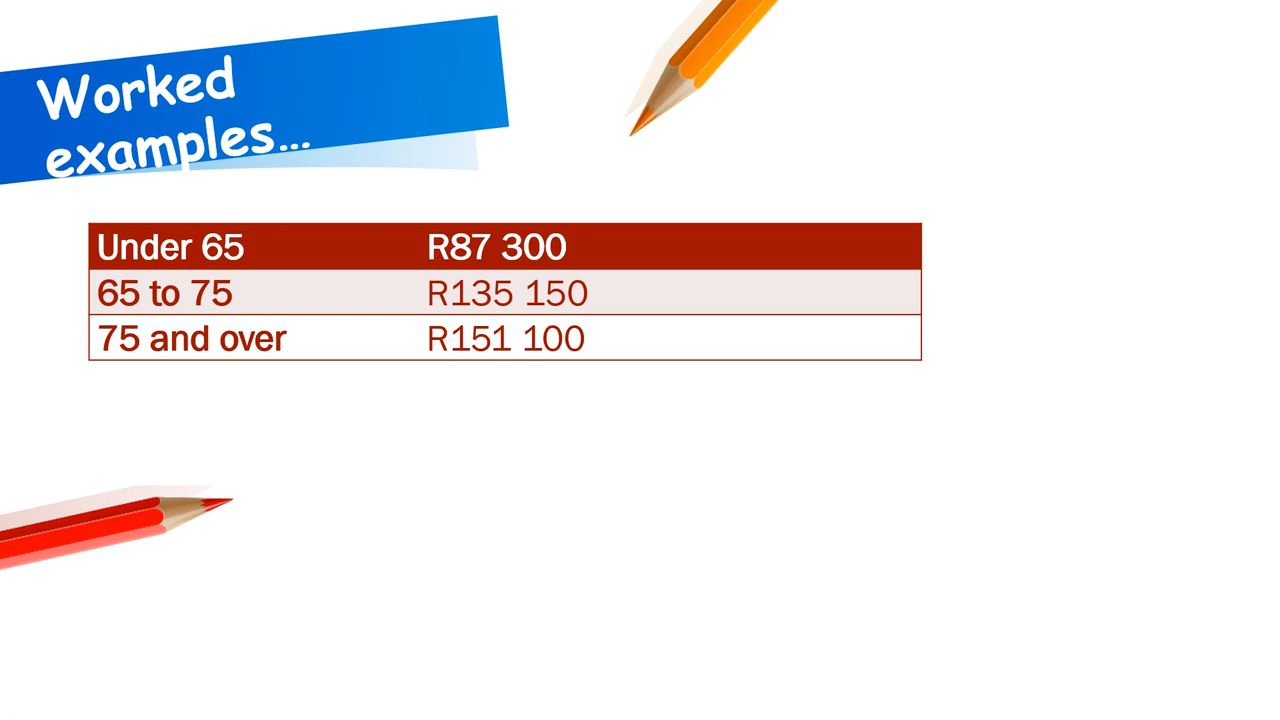 Worked
examples...
Under 65 R87 300
65 to 75 R135 150
75 and over R151 100